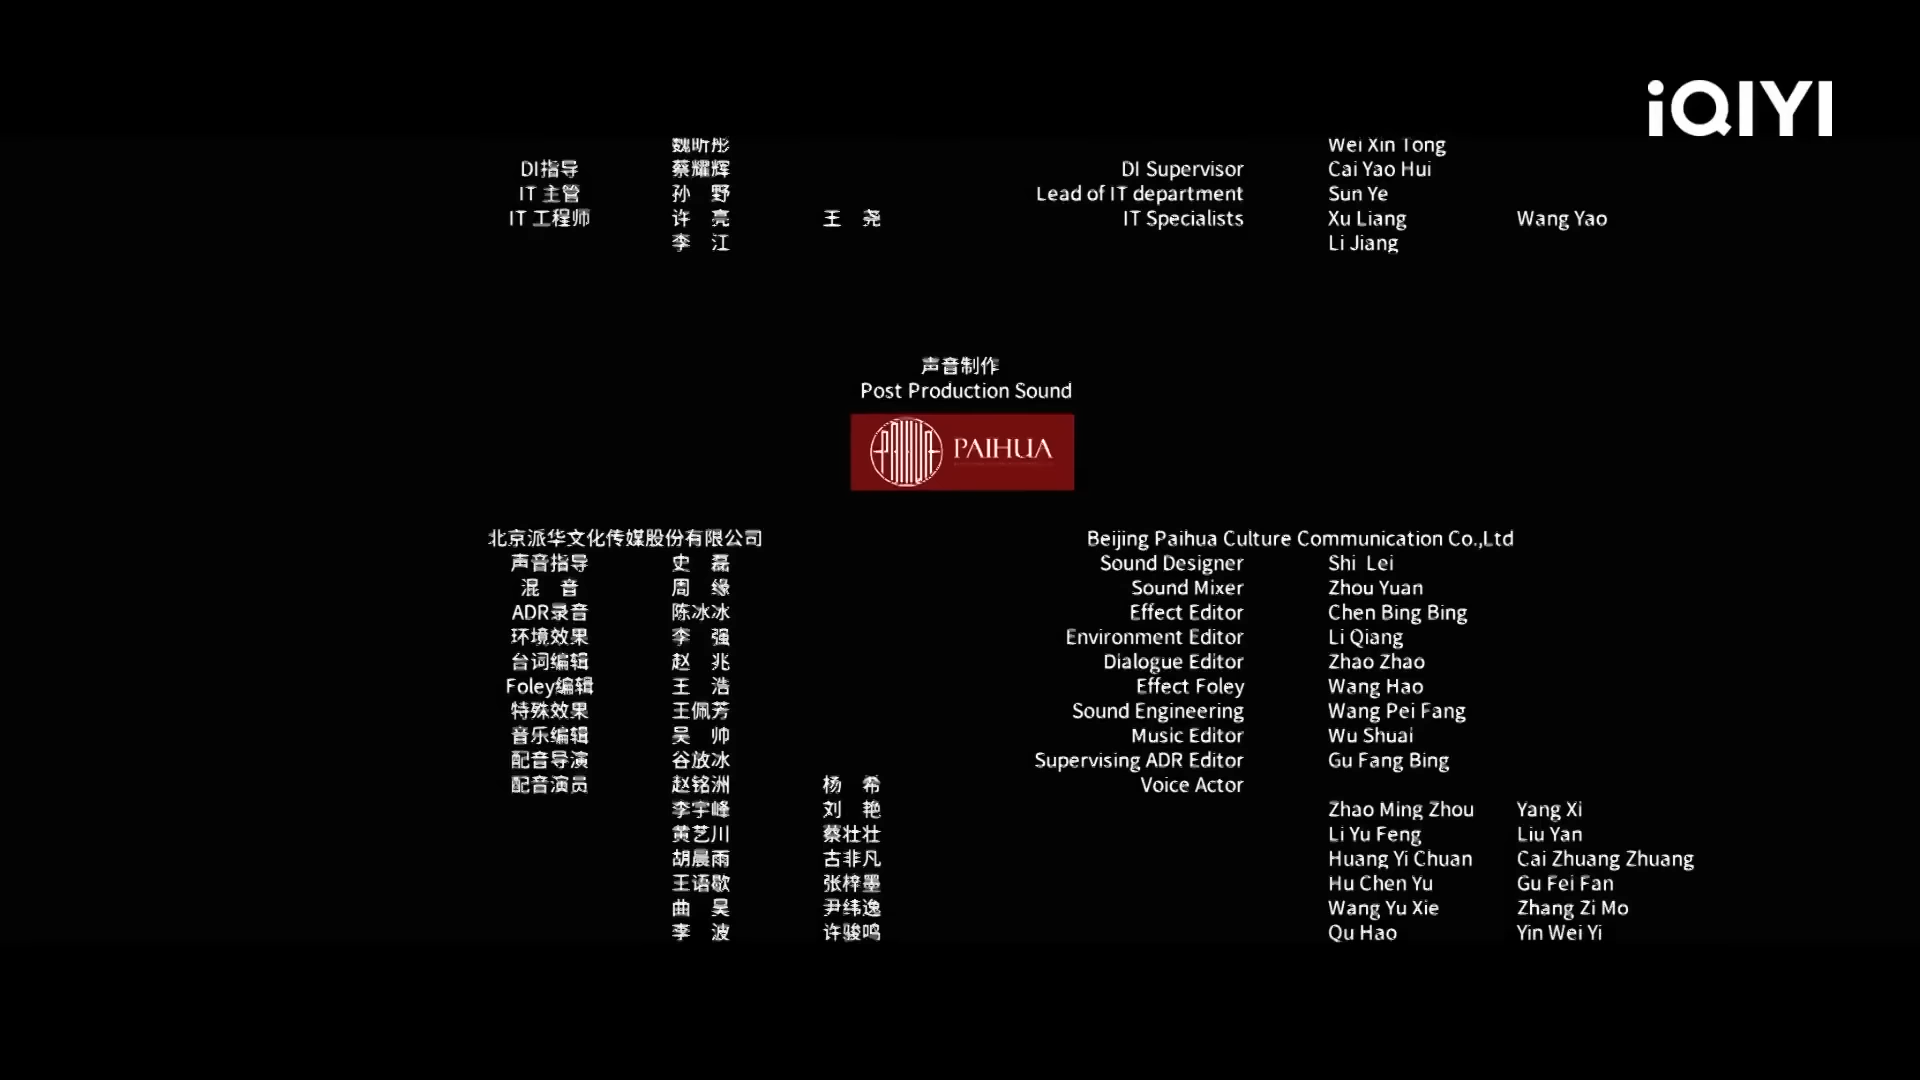 iQIYI
魏昕彤 Wei Xin Tong
DI指导 蔡耀辉 DI Supervisor Cai Yao Hui
IT 主管 孙 野 Lead of IT department Sun Ye
IT 工程师 许 亮 王 尧 IT Specialists Xu Liang Wang Yao
李 江 Li Jiang
声音制作
Post Production Sound
PAIHUA
北京派华文化传媒股份有限公司 Beijing Paihua Culture Communication Co.,Ltd
声音指导 史 磊 Sound Designer Shi Lei
混 音 周 缘 Sound Mixer Zhou Yuan
ADR录音 陈冰冰 Effect Editor Chen Bing Bing
环境效果 李 强 Environment Editor Li Qiang
台词编辑 赵 兆 Dialogue Editor Zhao Zhao
Foley编辑 王 浩 Effect Foley Wang Hao
特殊效果 王佩芳 Sound Engineering Wang Pei Fang
音乐编辑 吴 帅 Music Editor Wu Shuai
配音导演 谷放冰 Supervising ADR Editor Gu Fang Bing
配音演员 赵铭洲 杨 希 Voice Actor
李宇峰 刘 艳 Zhao Ming Zhou Yang Xi
黄艺川 蔡壮壮 Li Yu Feng Liu Yan
胡晨雨 古非凡 Huang Yi Chuan Cai Zhuang Zhuang
王语歇 张梓墨 Hu Chen Yu Gu Fei Fan
曲 昊 尹纬逸 Wang Yu Xie Zhang Zi Mo
李 波 许骏鸣 Qu Hao Yin Wei Yi